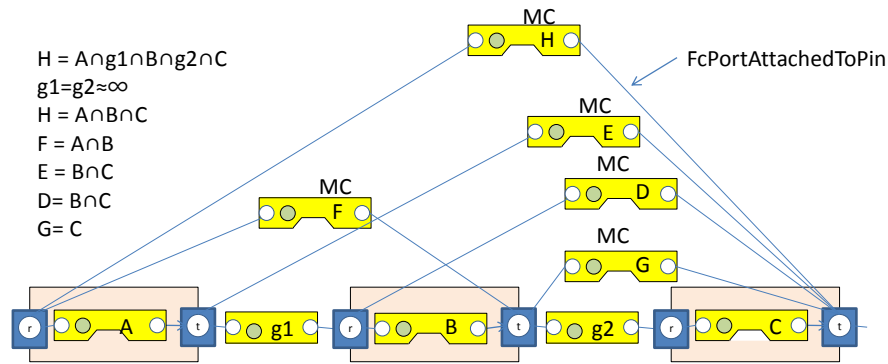 MC
H
H = A∩g1∩B∩g2∩C
g1=g2≈∞
H = A∩B∩C
F = A∩B
E = B∩C
D= B∩C
G= C
FcPortAttachedToPin
MC
E
MC
D
MC
F
MC
G
r
A
t
g1
r
B
t
g2
r
C
t